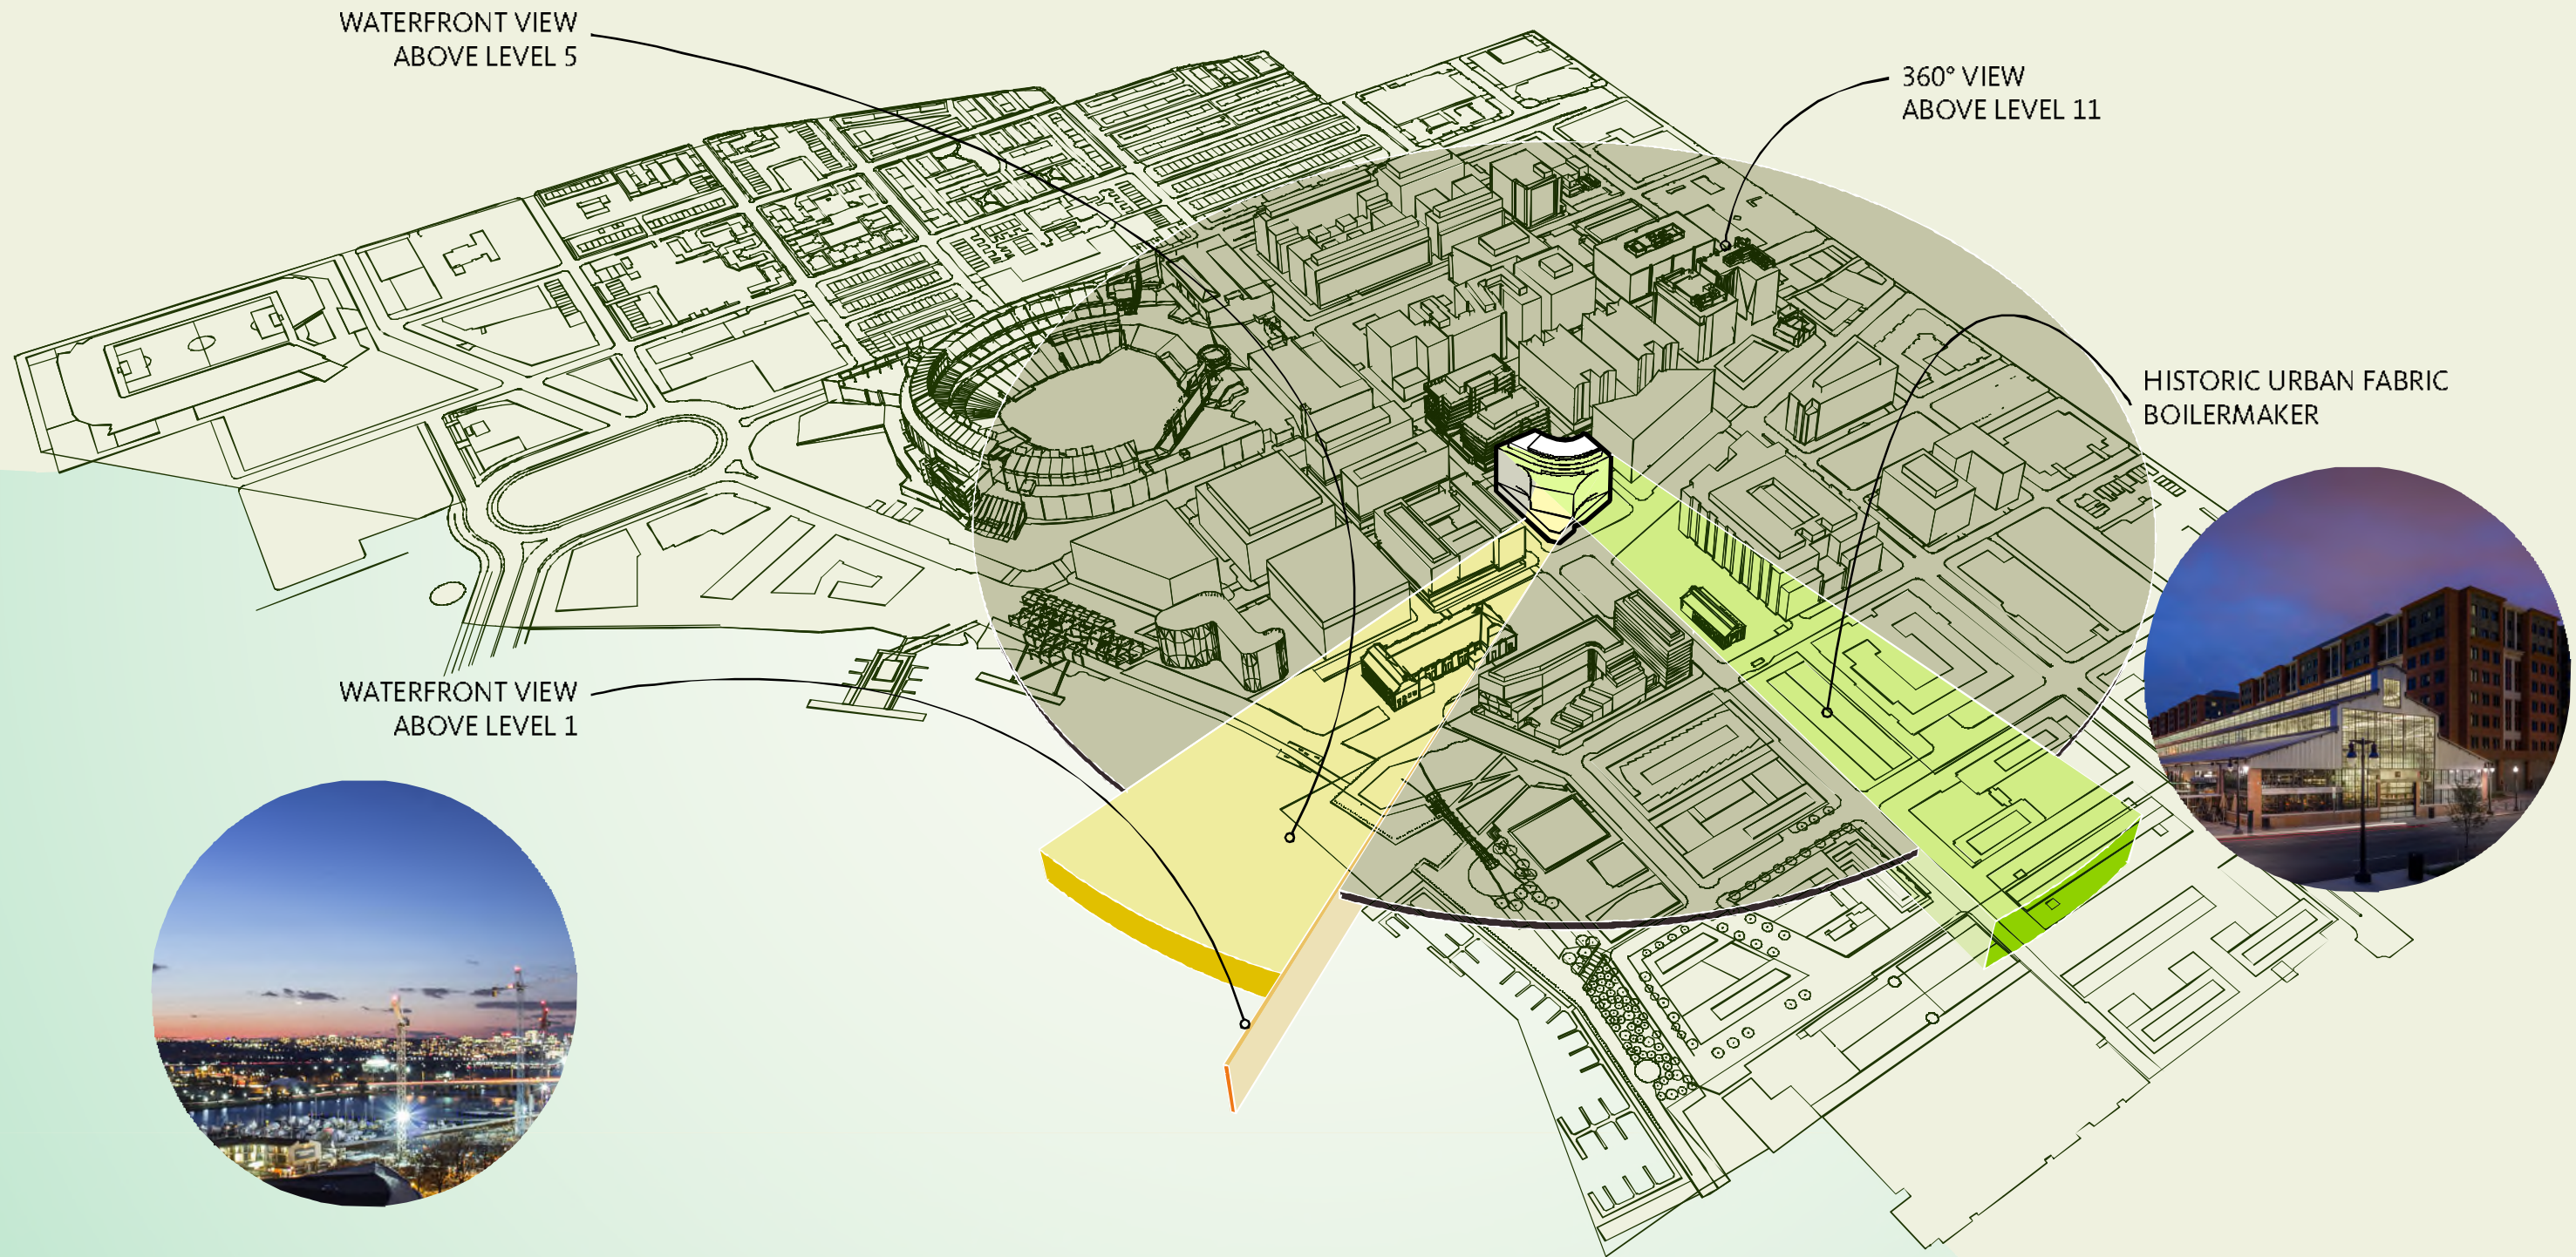 WATERFRONT VIEW
ABOVE LEVEL 5
360° VIEW
ABOVE LEVEL 11
HISTORIC URBAN FABRIC
BOILERMAKER
WATERFRONT VIEW
ABOVE LEVEL 1